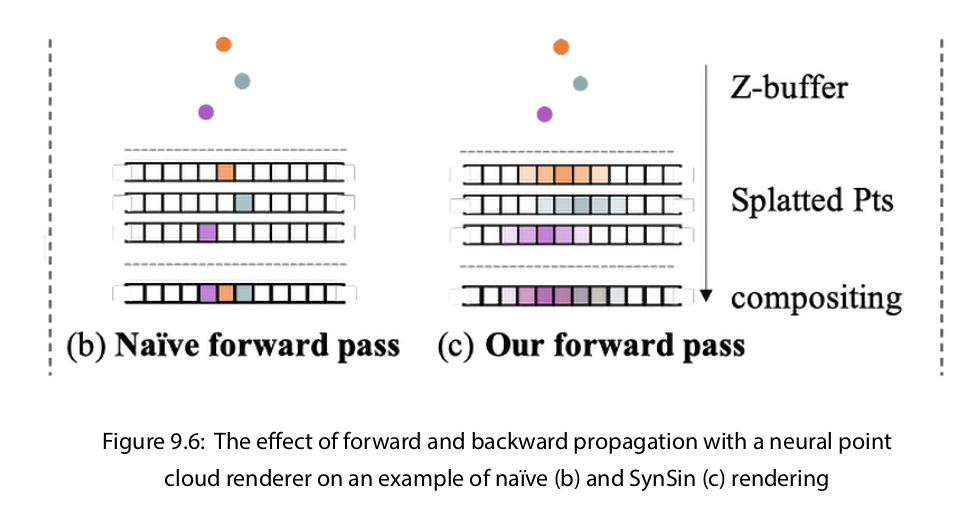 Z-buffer
Splatted Pts
compositing
(b) Naïve forward pass
(c) Our forward pass
Figure 9.6: The effect of forward and backward propagation with a neural point
cloud renderer on an example of naïve (b) and SynSin (c) rendering